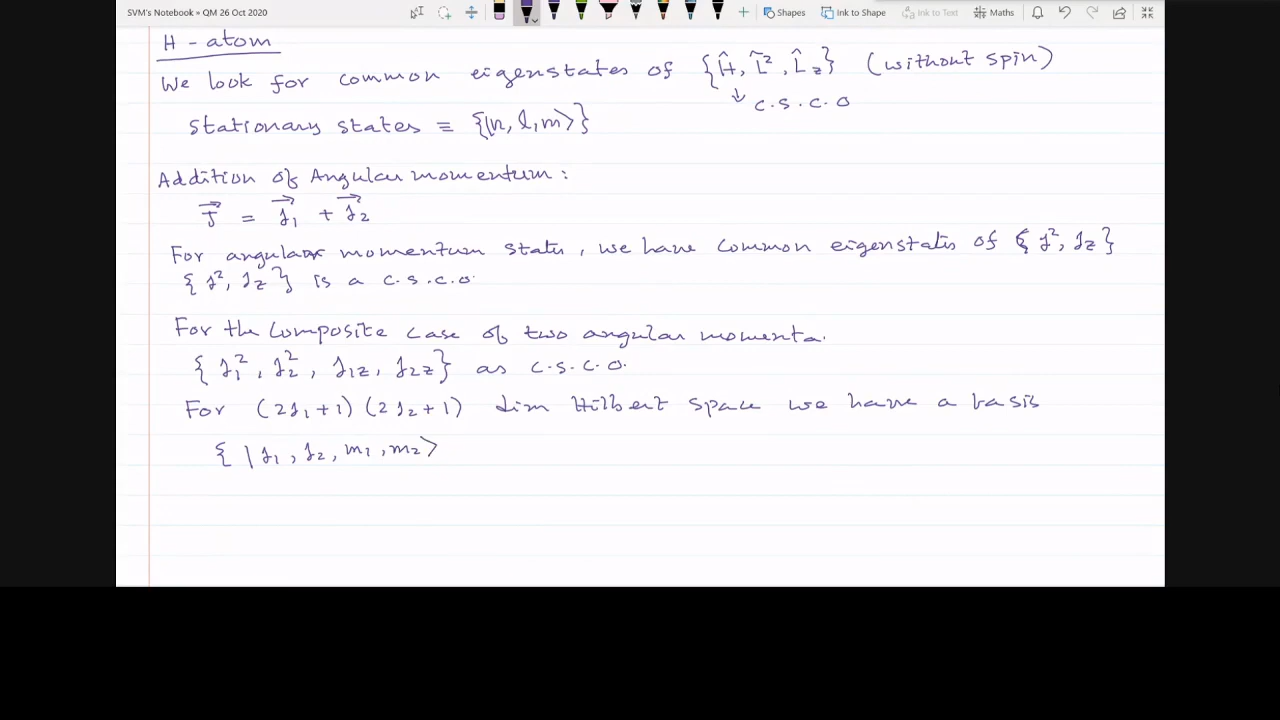 SVM's Notebook » QM 26 Oct 2020
Shapes Ink to Shape Ink to Text Maths
H - atom
We look for common eigenstates of {Ĥ, L̃², L̂z} (without spin)
↓ c.s.c.o
Stationary states ≡ {|n, l, m>}
Addition of Angular momentum:
J⃗ = J⃗₁ + J⃗₂
For angular momentum states, we have common eigenstates of {J², Jz}
{J², Jz} is a c.s.c.o.
For the composite case of two angular momenta.
{J₁², J₂², J₁z, J₂z} as c.s.c.o.
For (2J₁+1)(2J₂+1) dim Hilbert space we have a basis
{ |J₁, J₂, m₁, m₂>